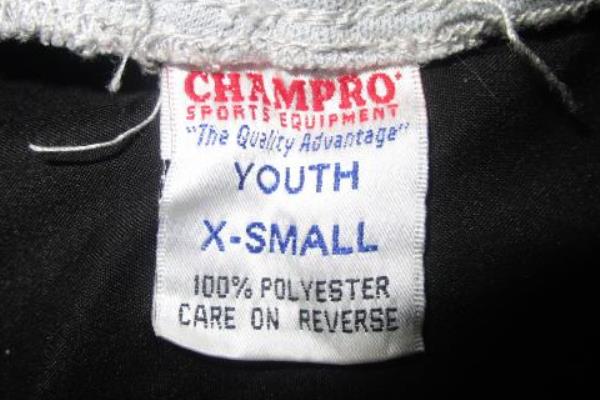 CHAMPRO
SPORTS EQUIPMENT
"The Quality Advantage"
YOUTH
X-SMALL
100% POLYESTER
CARE ON REVERSE